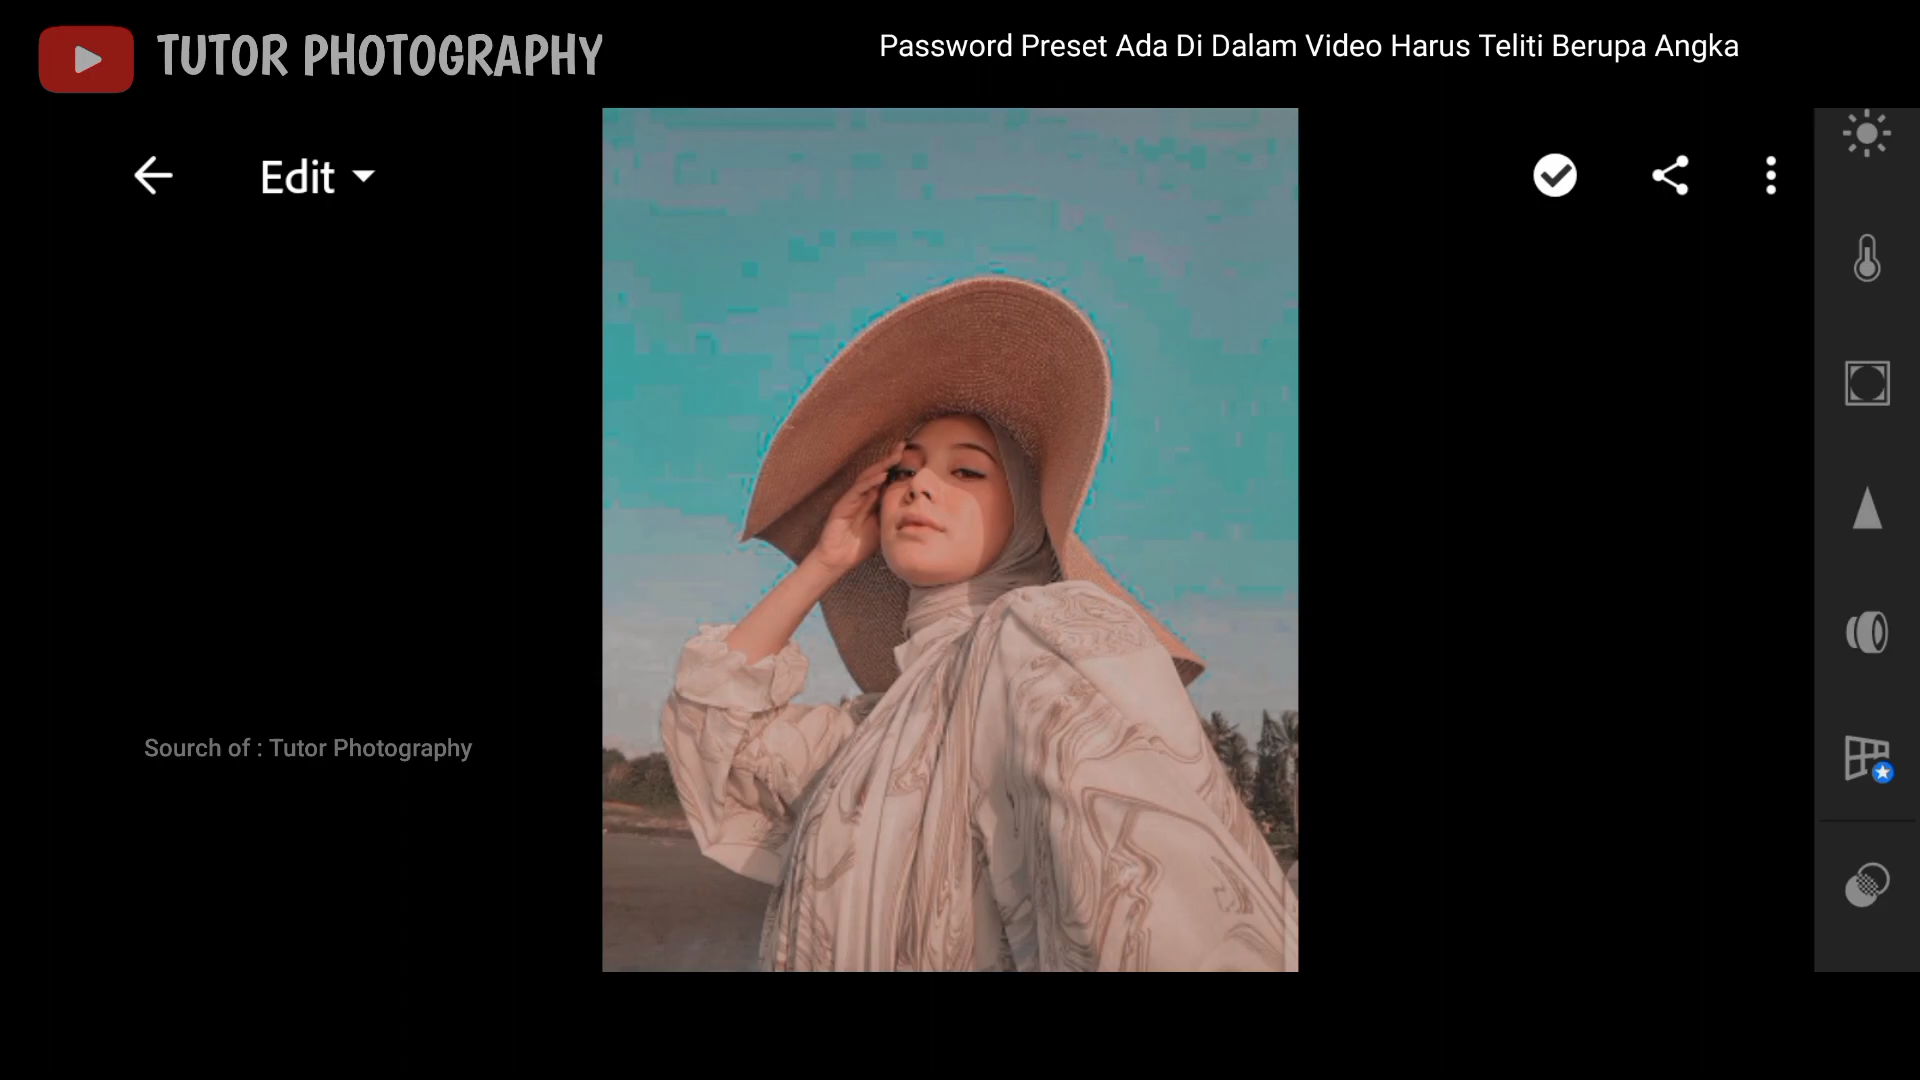 TUTOR PHOTOGRAPHY
Password Preset Ada Di Dalam Video Harus Teliti Berupa Angka
Edit
Sourch of : Tutor Photography